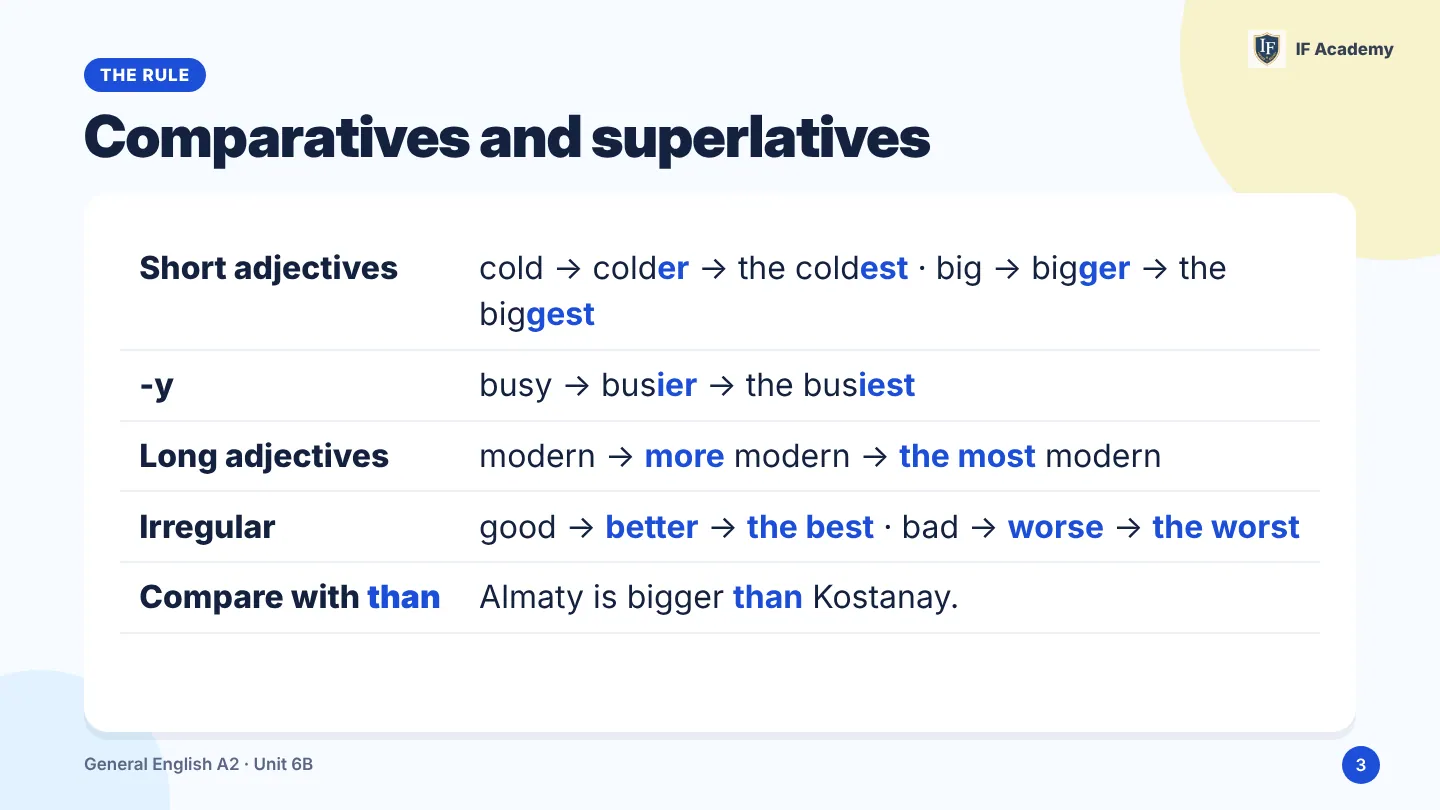 IF
IF Academy
THE RULE
Comparatives and superlatives
Short adjectives cold → colder → the coldest · big → bigger → the
biggest
-y busy → busier → the busiest
Long adjectives modern → more modern → the most modern
Irregular good → better → the best · bad → worse → the worst
Compare with than Almaty is bigger than Kostanay.
General English A2 · Unit 6B
3